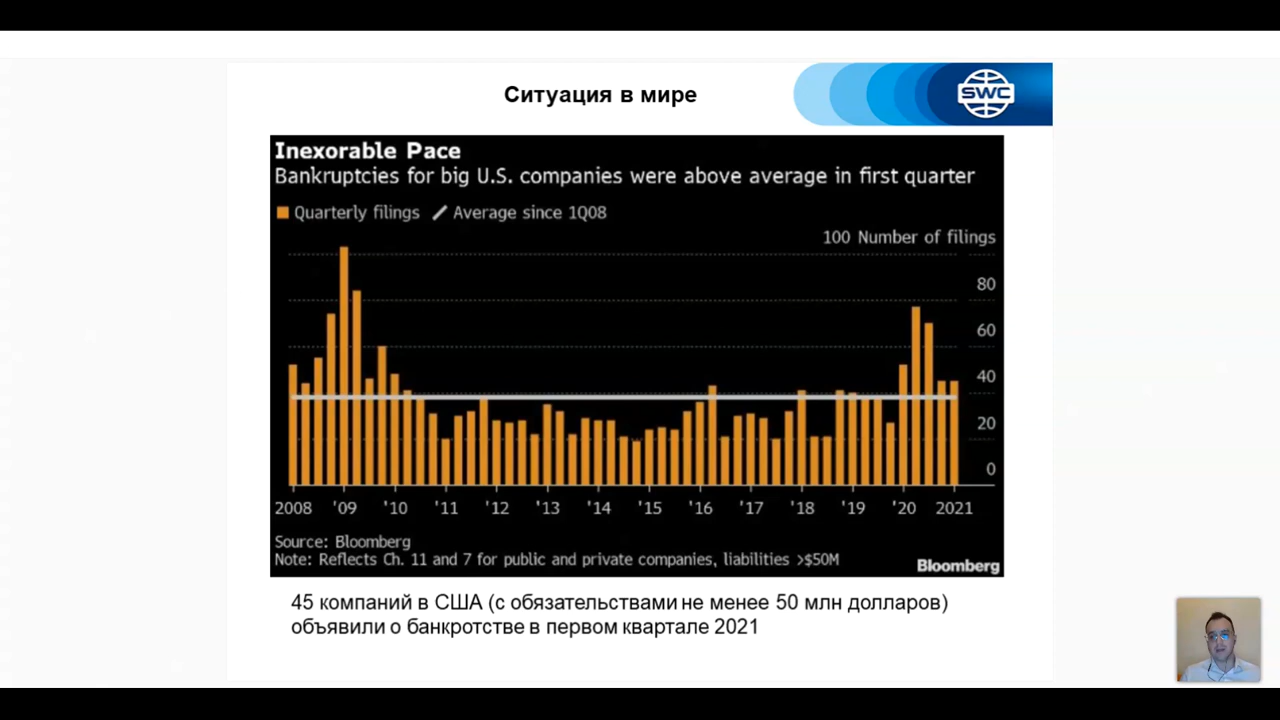 Ситуация в мире
SWC
Inexorable Pace
Bankruptcies for big U.S. companies were above average in first quarter
Quarterly filings Average since 1Q08
100 Number of filings
80
60
40
20
0
2008 '09 '10 '11 '12 '13 '14 '15 '16 '17 '18 '19 '20 2021
Source: Bloomberg
Note: Reflects Ch. 11 and 7 for public and private companies, liabilities >$50M
Bloomberg
45 компаний в США (с обязательствами не менее 50 млн долларов)
объявили о банкротстве в первом квартале 2021